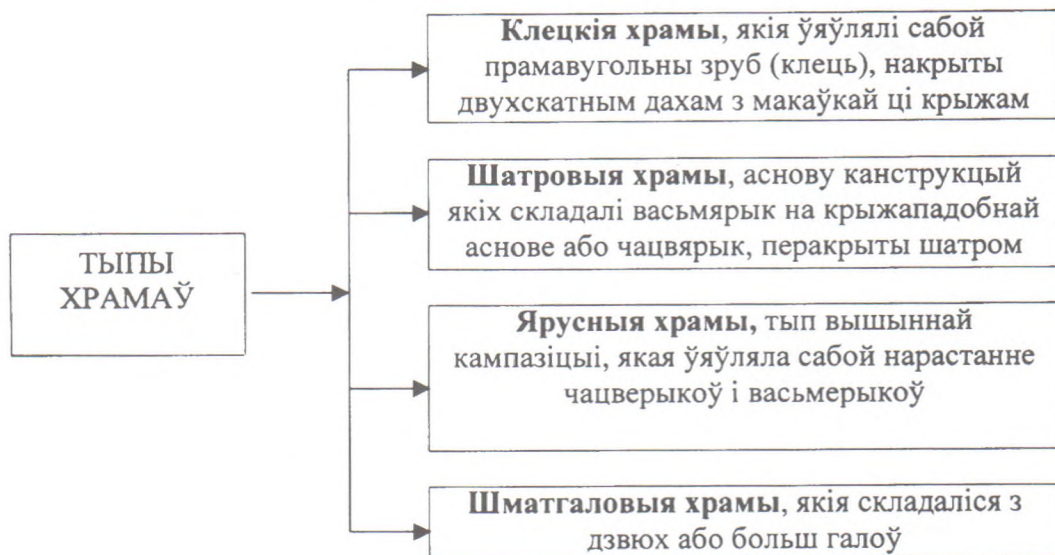 ТЫПЫ
ХРАМАЎ
Клецкія храмы, якія ўяўлялі сабой
прамавугольны зруб (клець), накрыты
двухскатным дахам з макаўкай ці крыжам
Шатровыя храмы, аснову канструкцый
якіх складалі васьмярык на крыжападобнай
аснове або чацвярык, перакрыты шатром
Ярусныя храмы, тып вышыннай
кампазіцыі, якая ўяўляла сабой нарастанне
чацверыкоў і васьмерыкоў
Шматгаловыя храмы, якія складаліся з
дзвюх або больш галоў